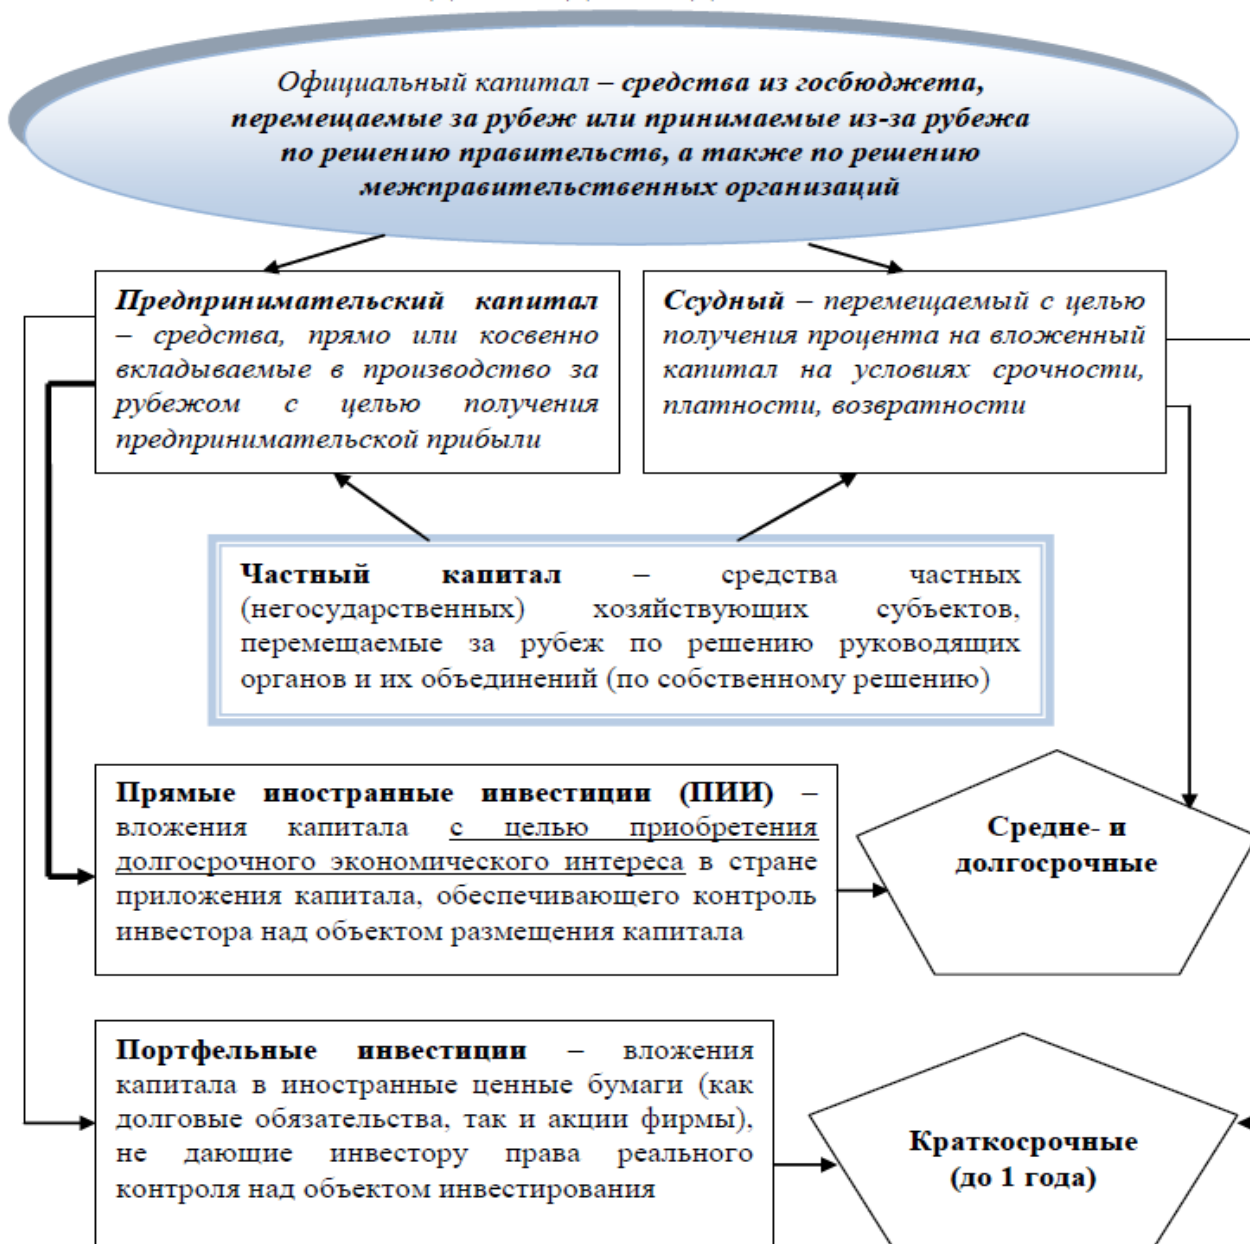 Официальный капитал – средства из госбюджета,
перемещаемые за рубеж или принимаемые из-за рубежа
по решению правительств, а также по решению
межправительственных организаций
Предпринимательский капитал
– средства, прямо или косвенно
вкладываемые в производство за
рубежом с целью получения
предпринимательской прибыли
Ссудный – перемещаемый с целью
получения процента на вложенный
капитал на условиях срочности,
платности, возвратности
Частный капитал – средства частных
(негосударственных) хозяйствующих субъектов,
перемещаемые за рубеж по решению руководящих
органов и их объединений (по собственному решению)
Прямые иностранные инвестиции (ПИИ) –
вложения капитала с целью приобретения
долгосрочного экономического интереса в стране
приложения капитала, обеспечивающего контроль
инвестора над объектом размещения капитала
Средне- и
долгосрочные
Портфельные инвестиции – вложения
капитала в иностранные ценные бумаги (как
долговые обязательства, так и акции фирмы),
не дающие инвестору права реального
контроля над объектом инвестирования
Краткосрочные
(до 1 года)